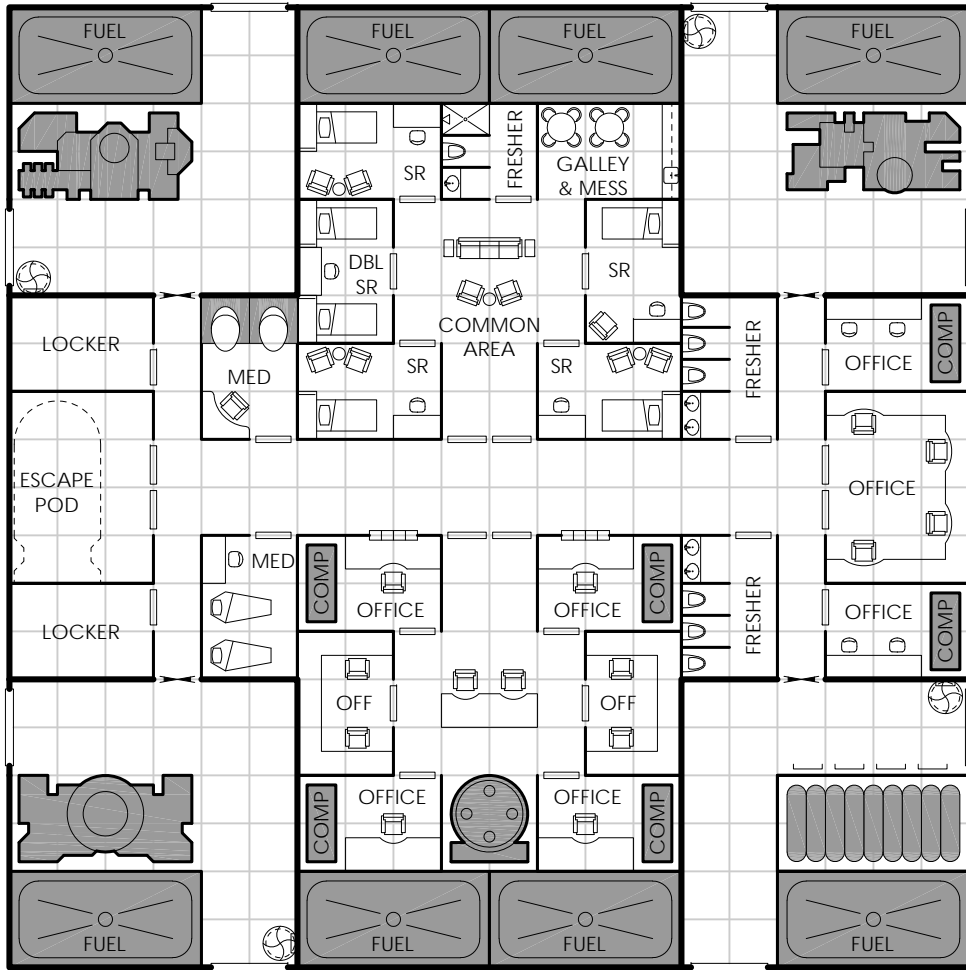 FUEL
FUEL
FUEL
FUEL
SR
FRESHER
GALLEY
& MESS
DBL
SR
SR
COMMON
AREA
LOCKER
MED
SR
SR
FRESHER
OFFICE
COMP
ESCAPE
POD
OFFICE
MED
COMP
OFFICE
OFFICE
COMP
FRESHER
OFFICE
COMP
LOCKER
OFF
OFF
COMP
OFFICE
OFFICE
COMP
FUEL
FUEL
FUEL
FUEL